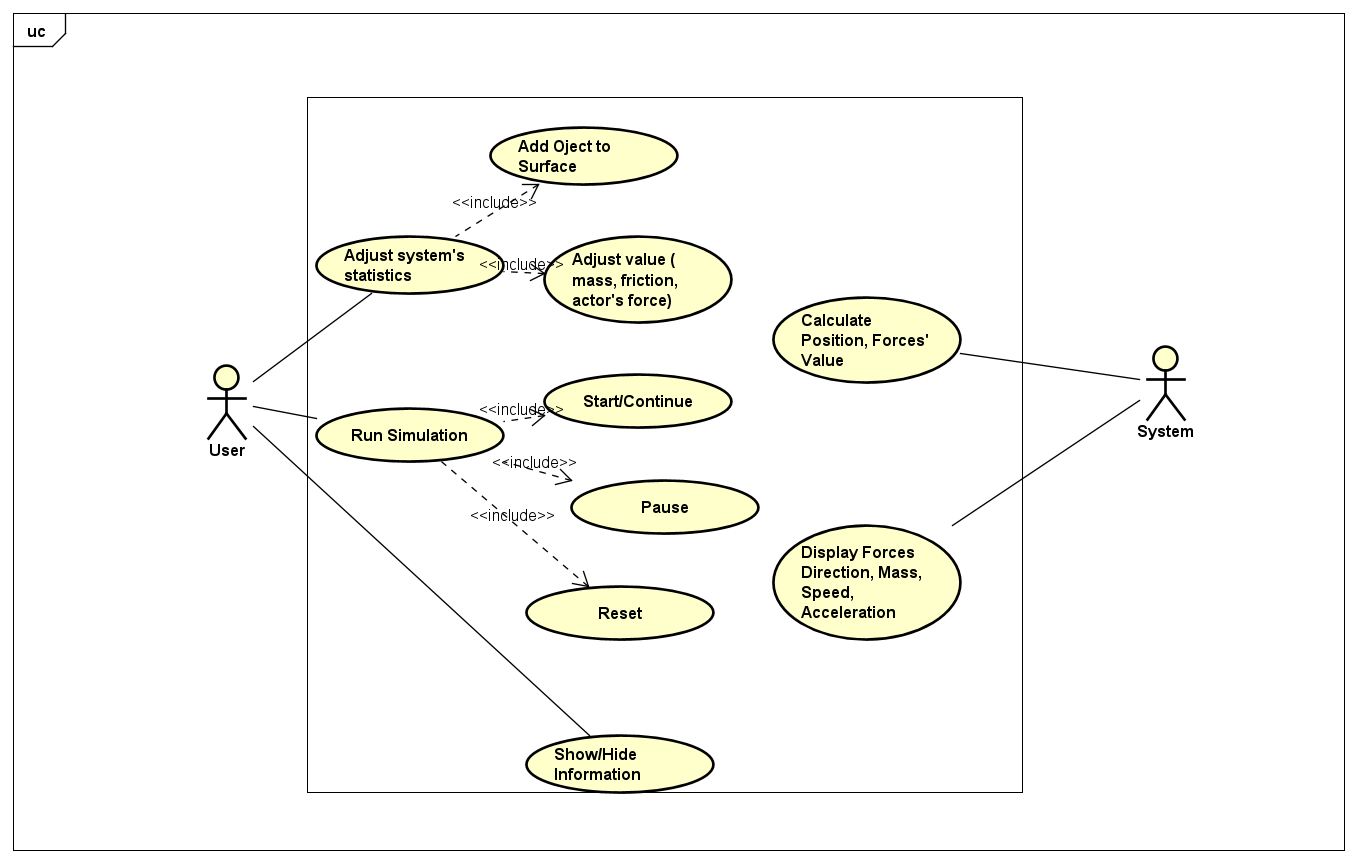 uc
Add Oject to
Surface
<<include>>
Adjust system's
statistics
<<include>>
Adjust value (
mass, friction,
actor's force)
Calculate
Position, Forces'
Value
System
User
Run Simulation
<<include>>
Start/Continue
<<include>>
Pause
<<include>>
Reset
Display Forces
Direction, Mass,
Speed,
Acceleration
Show/Hide
Information